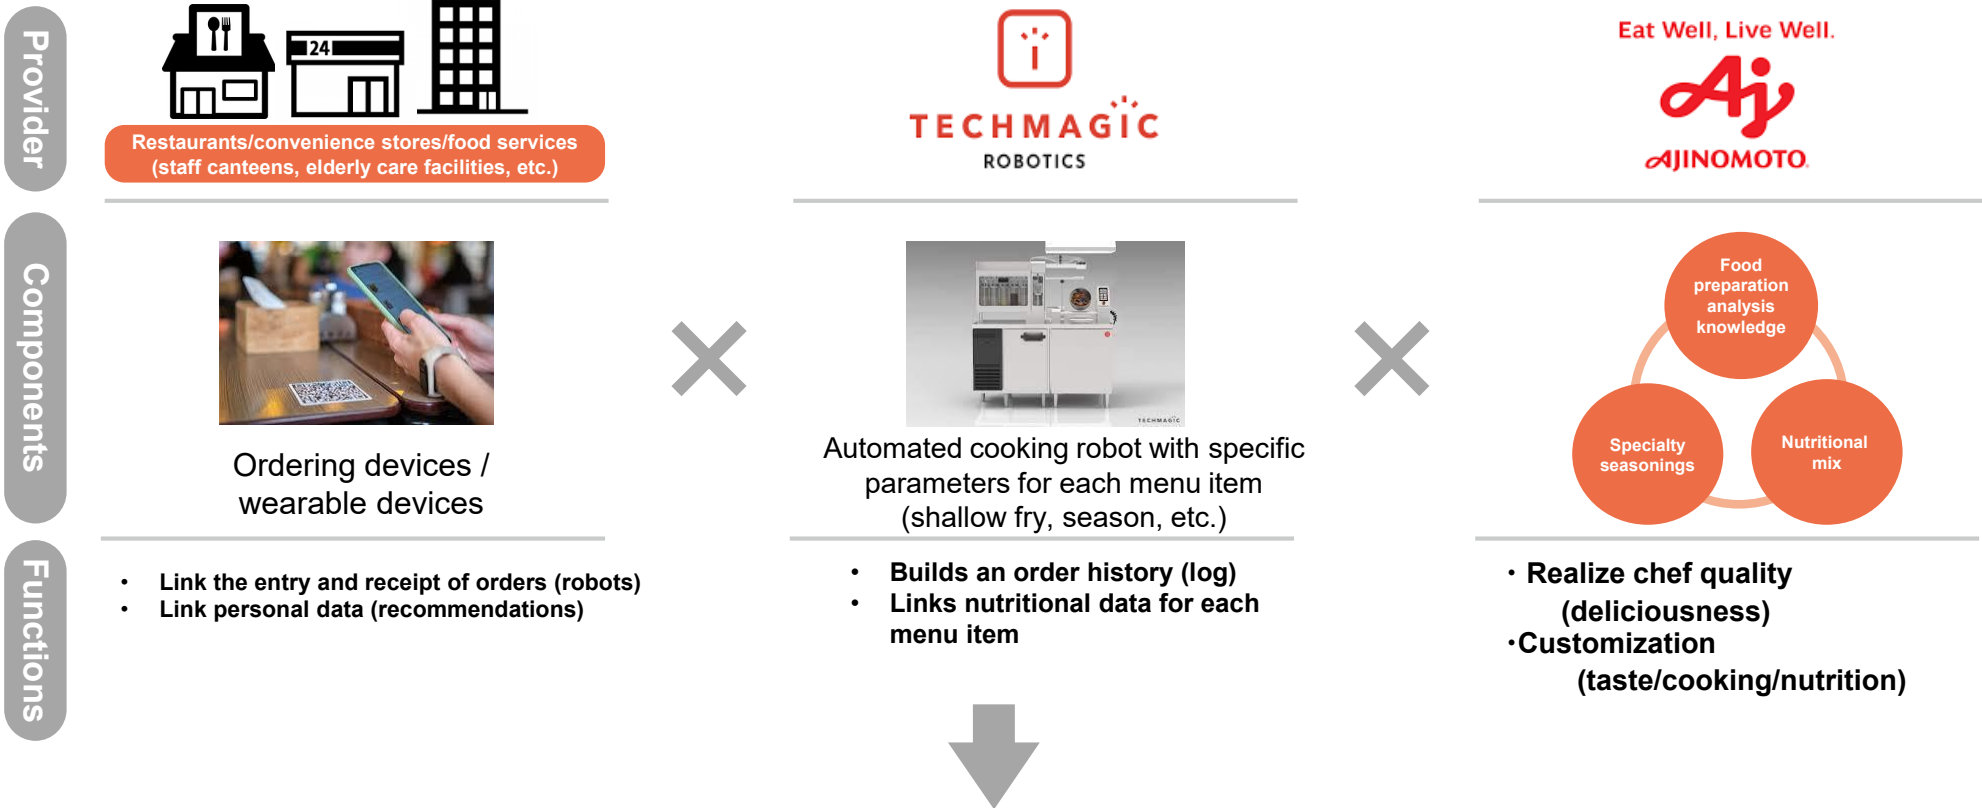 Provider
24
Restaurants/convenience stores/food services
(staff canteens, elderly care facilities, etc.)
TECHMAGIC
ROBOTICS
Eat Well, Live Well.
AJINOMOTO
Components
Ordering devices /
wearable devices
TECHMAGIC
Automated cooking robot with specific
parameters for each menu item
(shallow fry, season, etc.)
Food
preparation
analysis
knowledge
Specialty
seasonings
Nutritional
mix
Functions
• Link the entry and receipt of orders (robots)
• Link personal data (recommendations)
• Builds an order history (log)
• Links nutritional data for each
menu item
・Realize chef quality
(deliciousness)
・Customization
(taste/cooking/nutrition)